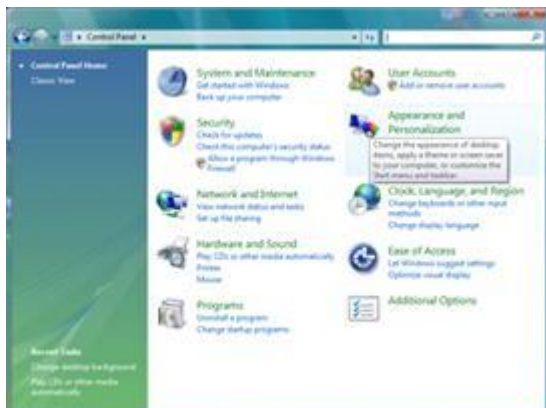 Control Panel
Control Panel Home
Classic View
System and Maintenance
Get started with Windows
Back up your computer
Security
Check for updates
Check this computer's security status
Allow a program through Windows
Firewall
Network and Internet
View network status and tasks
Set up file sharing
Hardware and Sound
Play CDs or other media automatically
Printer
Mouse
Programs
Uninstall a program
Change startup programs
User Accounts
Add or remove user accounts
Appearance and
Personalization
Change the appearance of desktop
items, apply a theme or screen saver
to your computer, or customize the
Start menu and taskbar.
Clock, Language, and Region
Change keyboards or other input
methods
Change display language
Ease of Access
Let Windows suggest settings
Optimize visual display
Additional Options
Recent Tasks
Change desktop background
Play CDs or other media
automatically